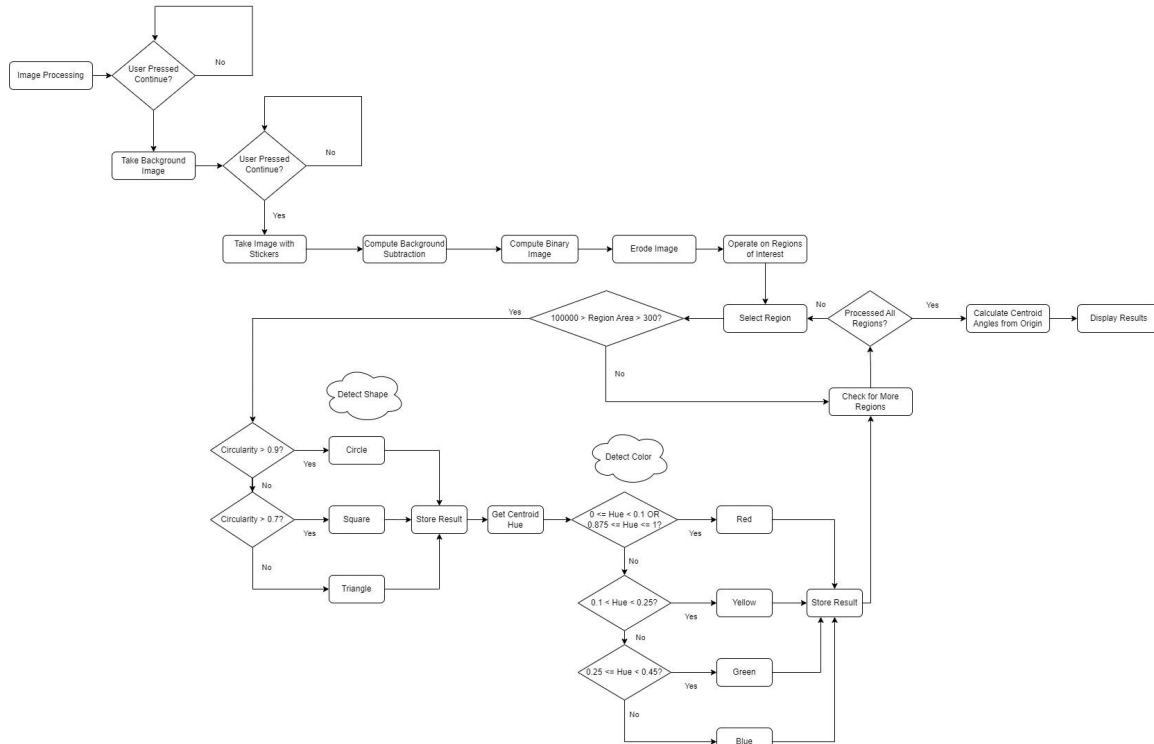 No
Image Processing
User Pressed
Continue?
Take Background
Image
No
User Pressed
Continue?
Yes
Take Image with
Stickers
Compute Background
Subtraction
Compute Binary
Image
Erode Image
Operate on Regions
of Interest
Yes
100000 > Region Area > 300?
Select Region
No
Processed All
Regions?
Yes
Calculate Centroid
Angles from Origin
Display Results
No
Check for More
Regions
Detect Shape
Circularity > 0.9?
Yes
Circle
Detect Color
No
Circularity > 0.7?
Yes
Square
Store Result
Get Centroid
Hue
0 <= Hue < 0.1 OR
0.875 <= Hue <= 1?
Yes
Red
No
Triangle
No
0.1 < Hue < 0.25?
Yes
Yellow
Store Result
No
0.25 <= Hue < 0.45?
Yes
Green
No
Blue